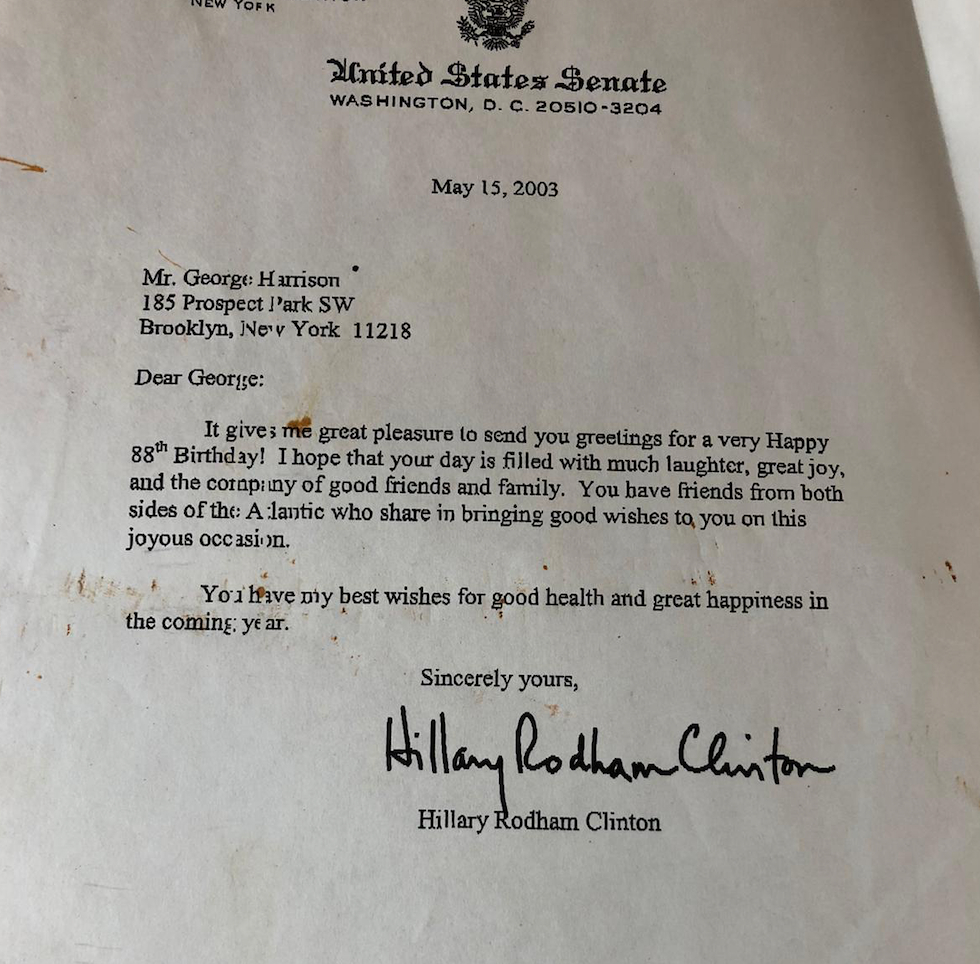 NEW YORK
United States Senate
WASHINGTON, D. C. 20510-3204
May 15, 2003
Mr. George Harrison
185 Prospect Park SW
Brooklyn, New York 11218
Dear George:
It gives me great pleasure to send you greetings for a very Happy
88th Birthday! I hope that your day is filled with much laughter, great joy,
and the company of good friends and family. You have friends from both
sides of the Atlantic who share in bringing good wishes to you on this
joyous occasion.
You have my best wishes for good health and great happiness in
the coming year.
Sincerely yours,
Hillary Rodham Clinton
Hillary Rodham Clinton